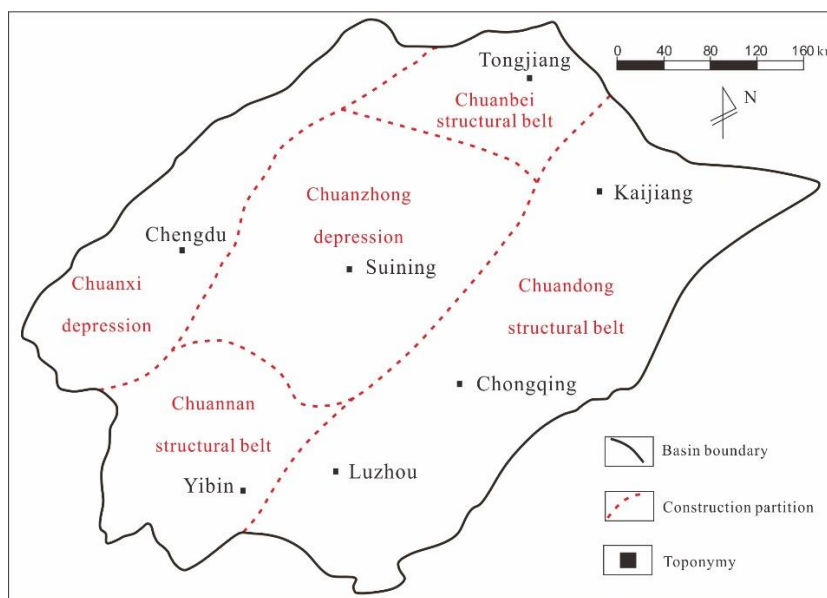 0 40 80 120 160 km
Tongjiang
N
Chuanbei
structural belt
Kaijiang
Chuanzhong
depression
Chengdu
Suining
Chuanxi
depression
Chuandong
structural belt
Chongqing
Chuannan
structural belt
Luzhou
Yibin
Basin boundary
Construction partition
Toponymy